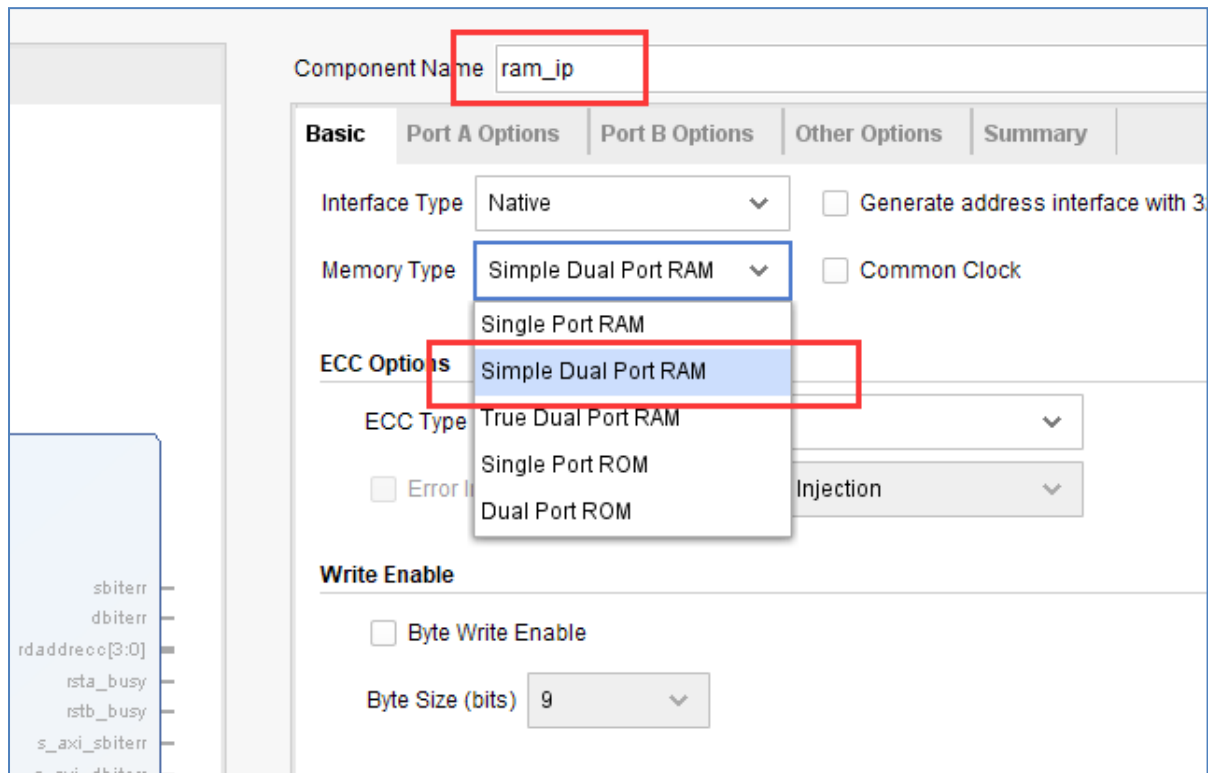 Component Name ram_ip
Basic Port A Options Port B Options Other Options Summary
Interface Type Native Generate address interface with
Memory Type Simple Dual Port RAM Common Clock
Single Port RAM
ECC Options
Simple Dual Port RAM
ECC Type
True Dual Port RAM
Single Port ROM
Error
Injection
Dual Port ROM
Write Enable
Byte Write Enable
Byte Size (bits) 9
sbiterr
dbiterr
rdaddrecc[3:0]
rsta_busy
rstb_busy
s_axi_sbiterr